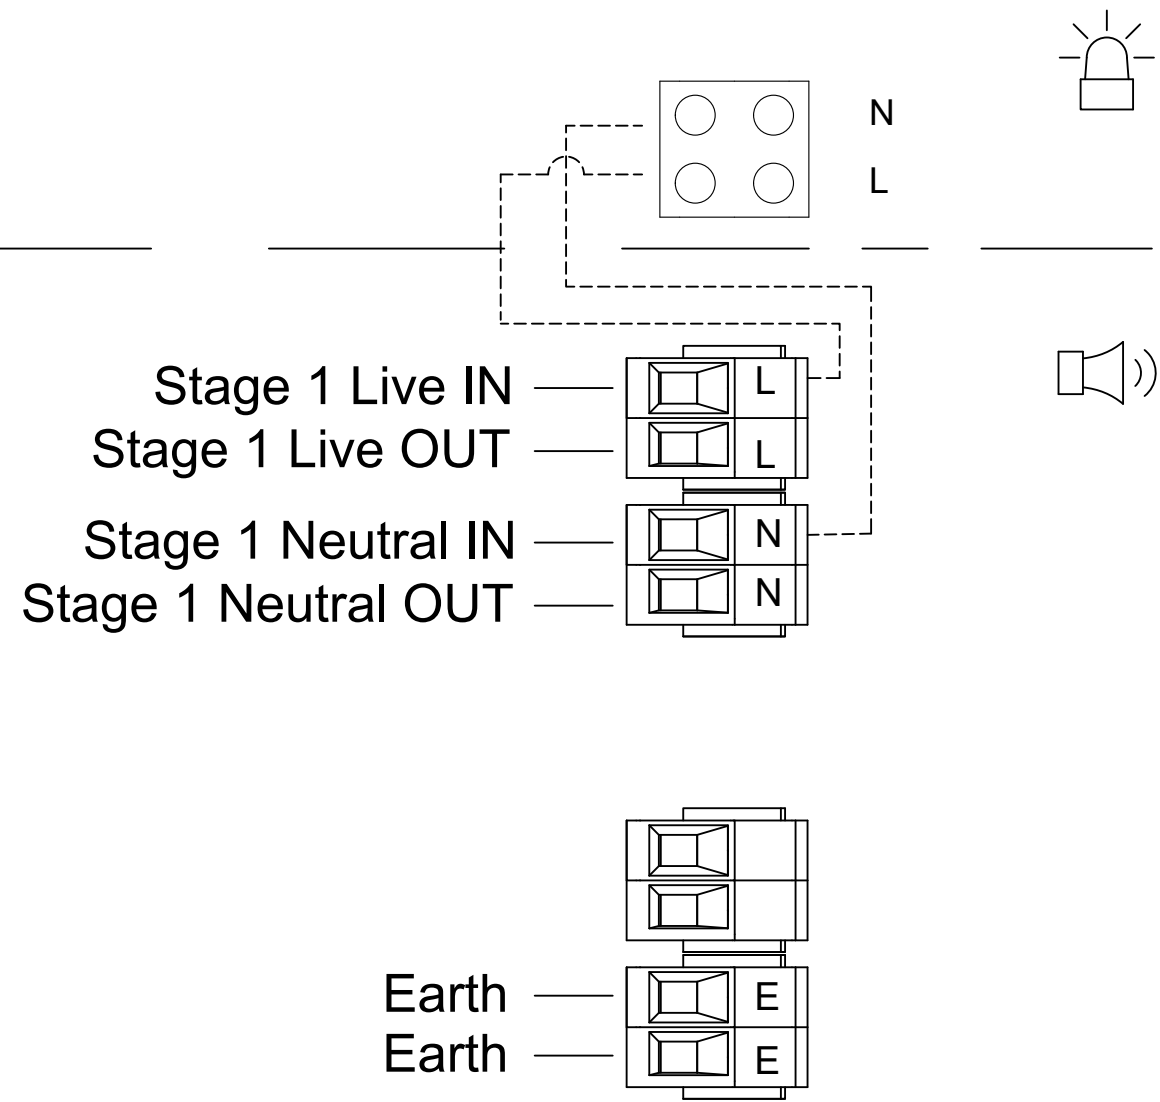 N
L
Stage 1 Live IN L
Stage 1 Live OUT L
Stage 1 Neutral IN N
Stage 1 Neutral OUT N
Earth E
Earth E